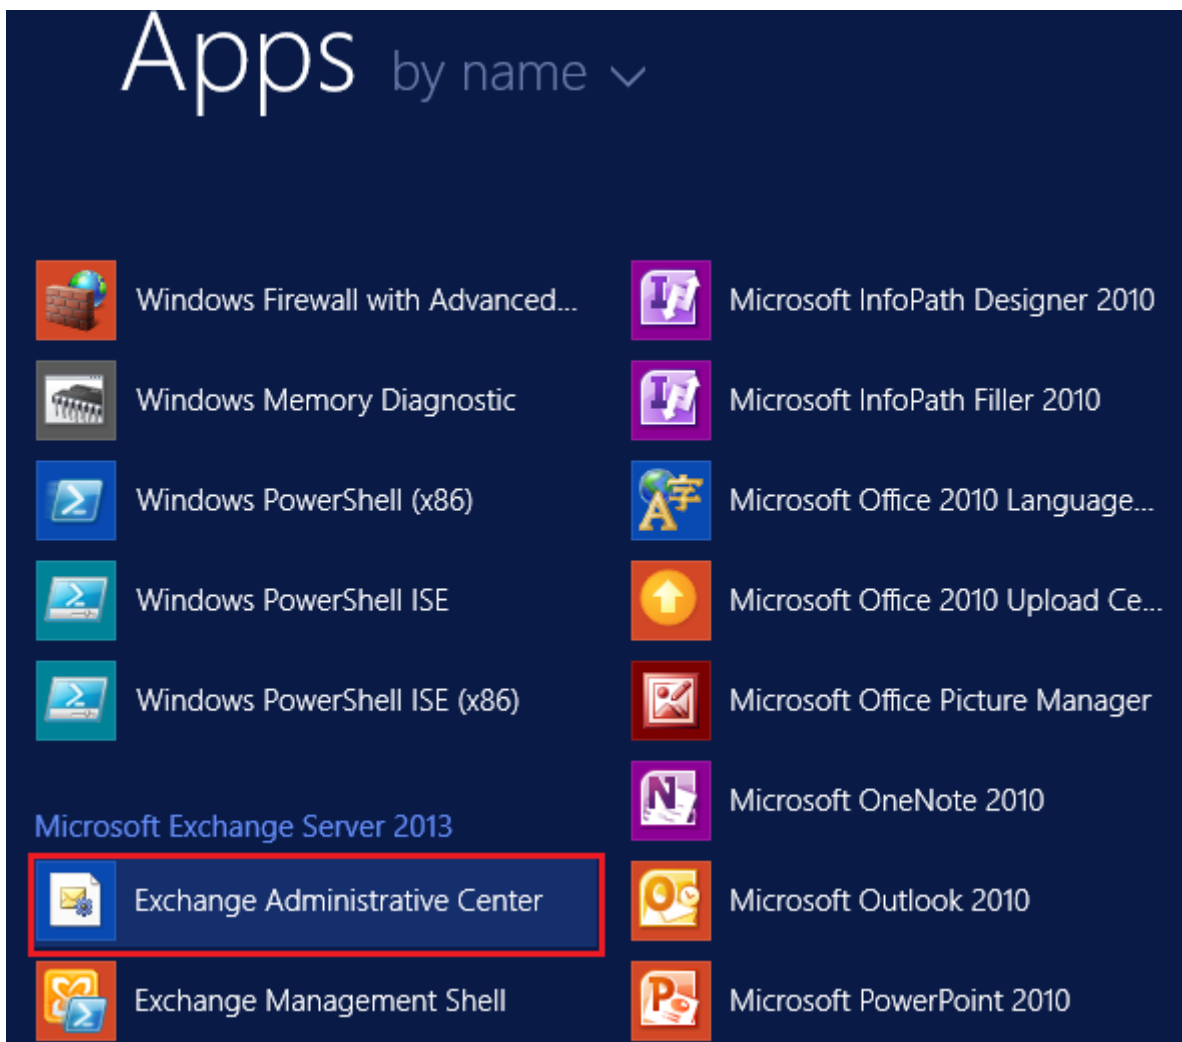 Apps by name
Windows Firewall with Advanced...
Windows Memory Diagnostic
Windows PowerShell (x86)
Windows PowerShell ISE
Windows PowerShell ISE (x86)
Microsoft Exchange Server 2013
Exchange Administrative Center
Exchange Management Shell
Microsoft InfoPath Designer 2010
Microsoft InfoPath Filler 2010
Microsoft Office 2010 Language...
Microsoft Office 2010 Upload Ce...
Microsoft Office Picture Manager
Microsoft OneNote 2010
Microsoft Outlook 2010
Microsoft PowerPoint 2010